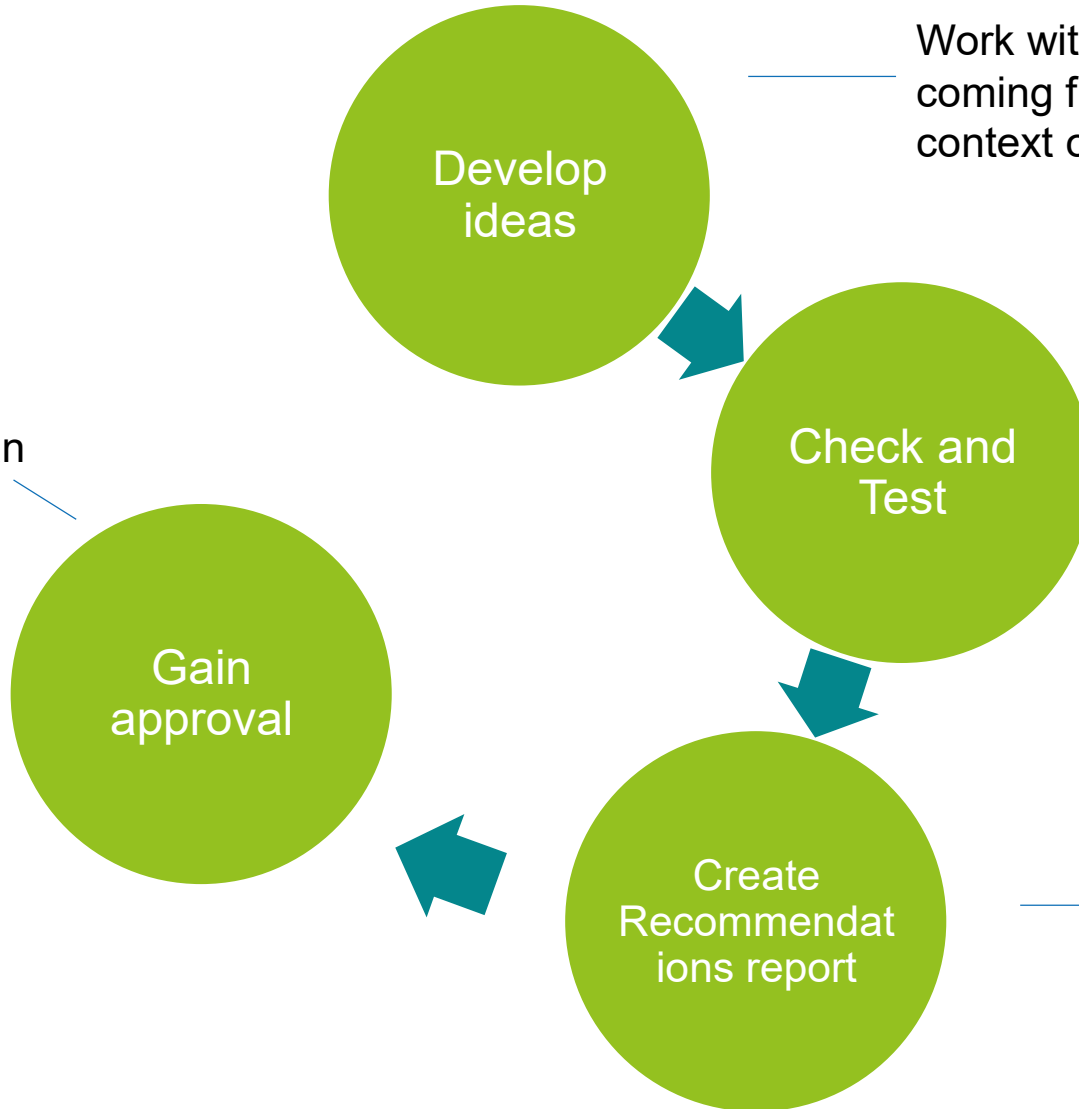 Work wit
coming f
context o
Develop
ideas
Check and
Test
n
Gain
approval
Create
Recommendat
ions report